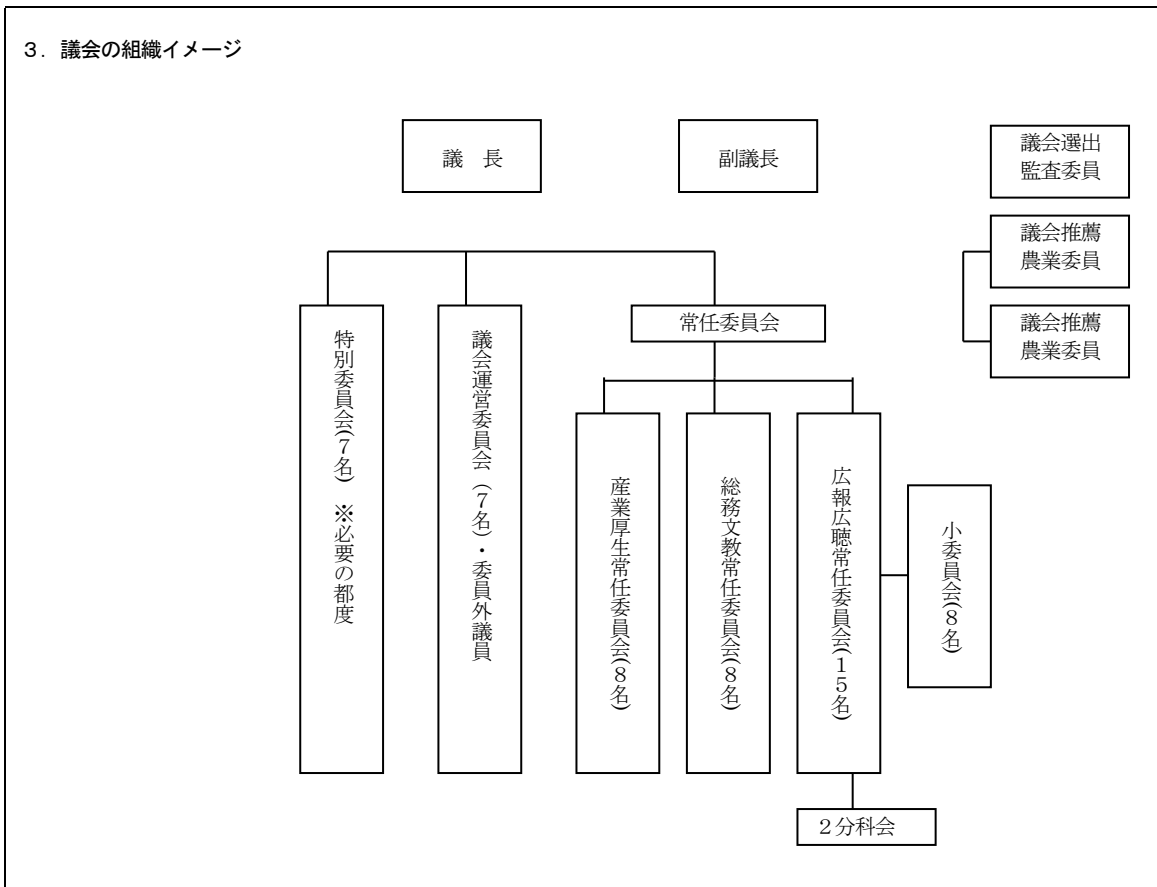 ３．議会の組織イメージ
議　長
副議長
議会選出
監査委員
議会推薦
農業委員
議会推薦
農業委員
常任委員会
特別委員会(７名)　※必要の都度
議会運営委員会（７名）・委員外議員
産業厚生常任委員会(８名)
総務文教常任委員会(８名)
広報広聴常任委員会(１５名)
小委員会(８名)
２分科会